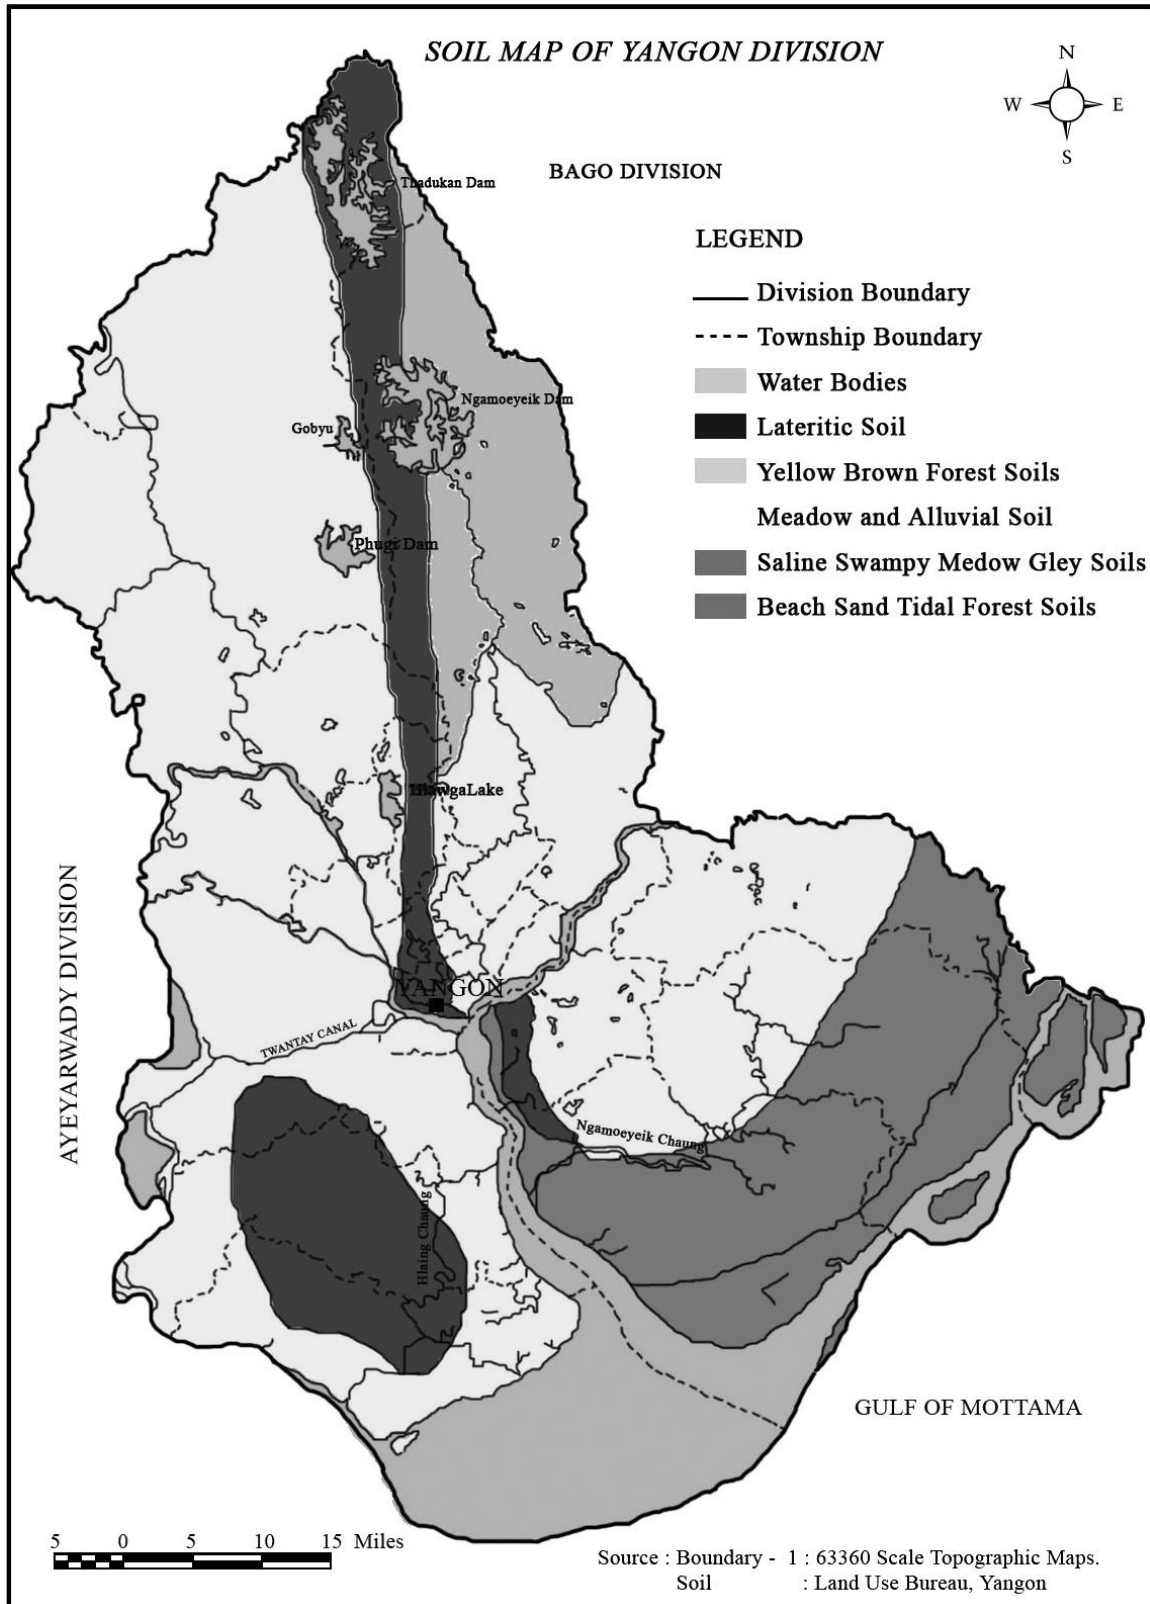 SOIL MAP OF YANGON DIVISION
N
W E
S
BAGO DIVISION
Thadukan Dam
LEGEND
Division Boundary
Township Boundary
Water Bodies
Lateritic Soil
Yellow Brown Forest Soils
Meadow and Alluvial Soil
Saline Swampy Medow Gley Soils
Beach Sand Tidal Forest Soils
Ngamoeyeik Dam
Gobyu
Phugi Dam
HlawgaLake
AYEYARWADY DIVISION
YANGON
TWANTAY CANAL
Ngamoeyeik Chaung
Hlaing Chaung
GULF OF MOTTAMA
5 0 5 10 15 Miles
Source : Boundary - 1 : 63360 Scale Topographic Maps.
Soil : Land Use Bureau, Yangon